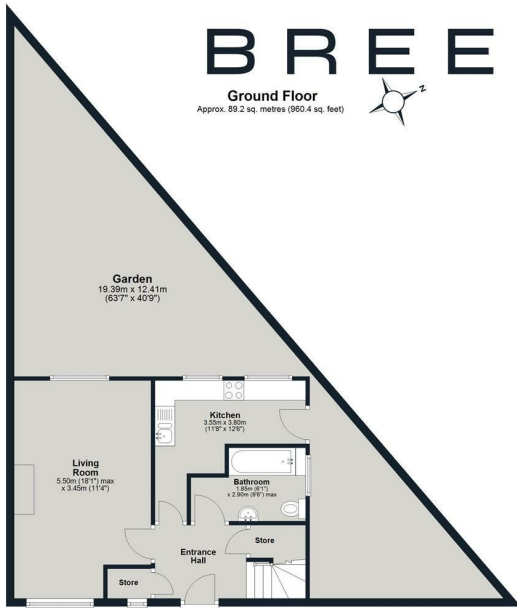 BREE
Ground Floor
Approx. 89.2 sq. metres (960.4 sq. feet)
Z
Garden
19.39m x 12.41m
(63'7" x 40'9")
Kitchen
3.55m x 3.80m
(11'8" x 12'6")
Living
Room
5.50m (18'1") max
x 3.45m (11'4")
Bathroom
1.85m (6'1")
x 2.90m (9'6") max
Entrance
Hall
Store
Store